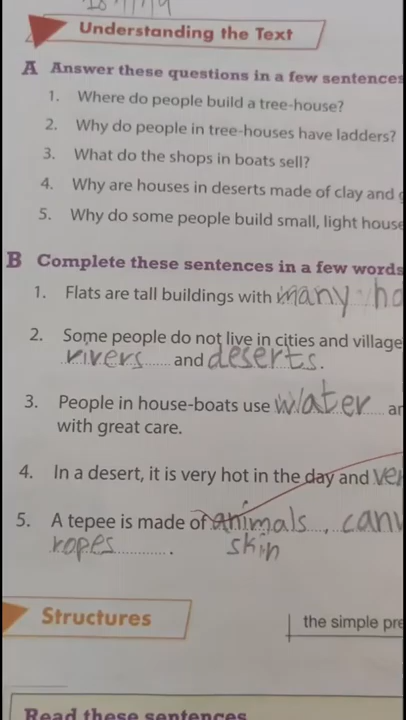 Understanding the Text
A Answer these questions in a few sentences
1. Where do people build a tree-house?
2. Why do people in tree-houses have ladders?
3. What do the shops in boats sell?
4. Why are houses in deserts made of clay and
5. Why do some people build small, light house
B Complete these sentences in a few words
1. Flats are tall buildings with many ho
2. Some people do not live in cities and village
rivers and deserts.
3. People in house-boats use water ar
with great care.
4. In a desert, it is very hot in the day and ver
5. A tepee is made of animals, can
ropes. skin
Structures
the simple pre
Read these sentences